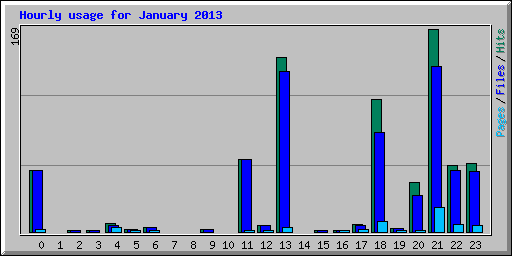 Hourly usage for January 2013
169
Pages/Files/Hits
0 1 2 3 4 5 6 7 8 9 10 11 12 13 14 15 16 17 18 19 20 21 22 23